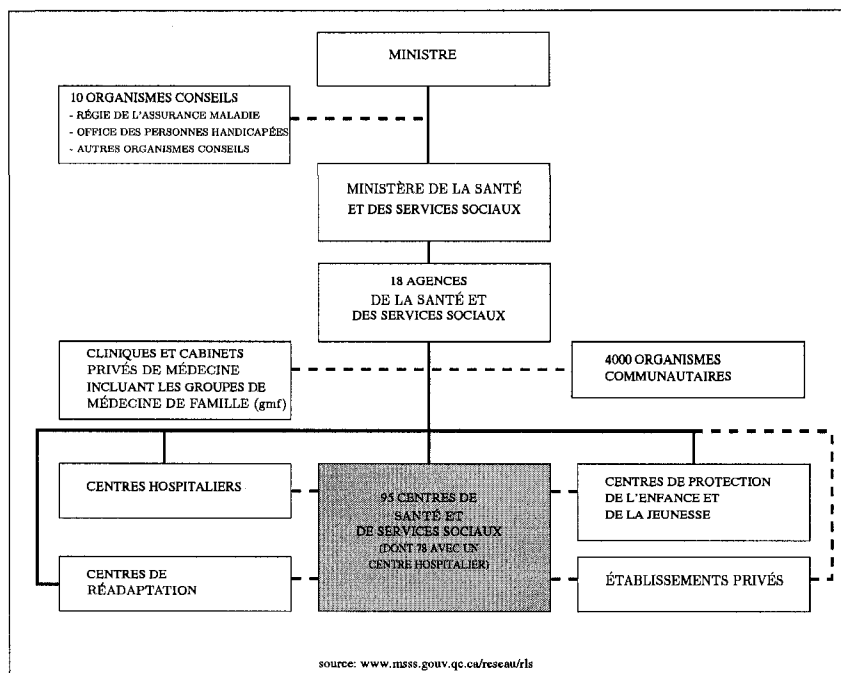 MINISTRE
10 ORGANISMES CONSEILS
- RÉGIE DE L'ASSURANCE MALADIE
- OFFICE DES PERSONNES HANDICAPÉES
- AUTRES ORGANISMES CONSEILS
MINISTÈRE DE LA SANTÉ
ET DES SERVICES SOCIAUX
18 AGENCES
DE LA SANTÉ ET
DES SERVICES SOCIAUX
CLINIQUES ET CABINETS
PRIVÉS DE MÉDECINE
INCLUANT LES GROUPES DE
MÉDECINE DE FAMILLE (gmf)
4000 ORGANISMES
COMMUNAUTAIRES
CENTRES HOSPITALIERS
95 CENTRES DE
SANTÉ ET
DE SERVICES SOCIAUX
(DONT 78 AVEC UN
CENTRE HOSPITALIER)
CENTRES DE PROTECTION
DE L'ENFANCE ET
DE LA JEUNESSE
CENTRES DE
RÉADAPTATION
ÉTABLISSEMENTS PRIVÉS
source: www.msss.gouv.qc.ca/reseau/rls